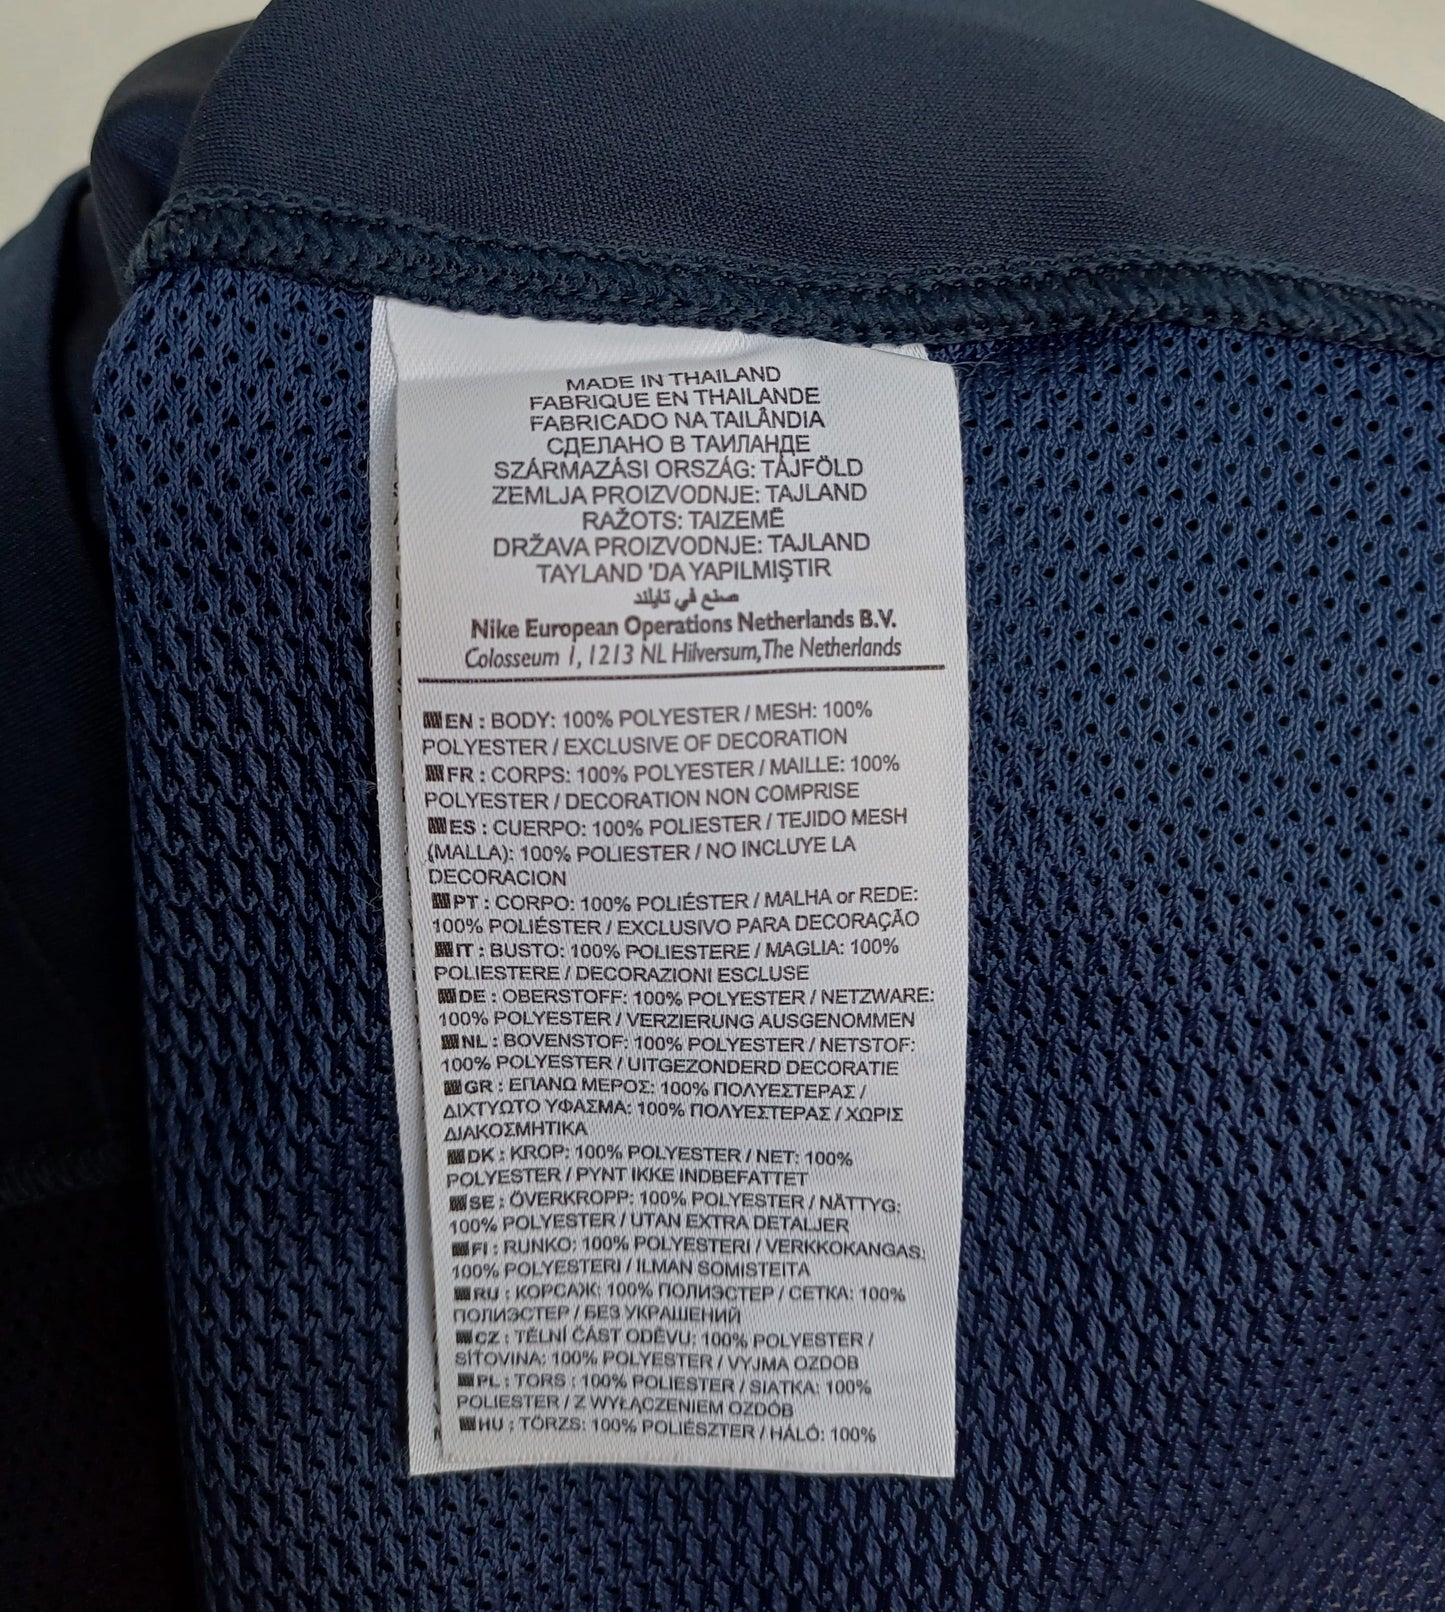 MADE IN THAILAND
FABRIQUE EN THAILANDE
FABRICADO NA TAILÂNDIA
СДЕЛАНО В ТАИЛАНДЕ
SZÁRMAZÁSI ORSZÁG: TÁJFÖLD
ZEMLJA PROIZVODNJE: TAJLAND
RAŽOTS: TAIZEMĒ
DRŽAVA PROIZVODNJE: TAJLAND
TAYLAND 'DA YAPILMIŞTIR
صنع في تايلند
Nike European Operations Netherlands B.V.
Colosseum 1, 1213 NL Hilversum, The Netherlands
EN : BODY: 100% POLYESTER / MESH: 100%
POLYESTER / EXCLUSIVE OF DECORATION
FR : CORPS: 100% POLYESTER / MAILLE: 100%
POLYESTER / DECORATION NON COMPRISE
ES : CUERPO: 100% POLIESTER / TEJIDO MESH
(MALLA): 100% POLIESTER / NO INCLUYE LA
DECORACION
PT : CORPO: 100% POLIÉSTER / MALHA or REDE:
100% POLIÉSTER / EXCLUSIVO PARA DECORAÇÃO
IT : BUSTO: 100% POLIESTERE / MAGLIA: 100%
POLIESTERE / DECORAZIONI ESCLUSE
DE : OBERSTOFF: 100% POLYESTER / NETZWARE:
100% POLYESTER / VERZIERUNG AUSGENOMMEN
NL : BOVENSTOF: 100% POLYESTER / NETSTOF:
100% POLYESTER / UITGEZONDERD DECORATIE
GR : ΕΠΑΝΩ ΜΕΡΟΣ: 100% ΠΟΛΥΕΣΤΕΡΑΣ /
ΔΙΧΤΥΩΤΟ ΥΦΑΣΜΑ: 100% ΠΟΛΥΕΣΤΕΡΑΣ / ΧΩΡΙΣ
ΔΙΑΚΟΣΜΗΤΙΚΑ
DK : KROP: 100% POLYESTER / NET: 100%
POLYESTER / PYNT IKKE INDBEFATTET
SE : ÖVERKROPP: 100% POLYESTER / NÄTTYG:
100% POLYESTER / UTAN EXTRA DETALJER
FI : RUNKO: 100% POLYESTERI / VERKKOKANGAS:
100% POLYESTERI / ILMAN SOMISTEITA
RU : КОРСАЖ: 100% ПОЛИЭСТЕР / СЕТКА: 100%
ПОЛИЭСТЕР / БЕЗ УКРАШЕНИЙ
CZ : TĚLNÍ ČÁST ODĚVU: 100% POLYESTER /
SÍŤOVINA: 100% POLYESTER / VYJMA OZDOB
PL : TORS : 100% POLIESTER / SIATKA: 100%
POLIESTER / Z WYŁĄCZENIEM OZDÓB
HU : TÖRZS: 100% POLIÉSZTER / HÁLÓ: 100%